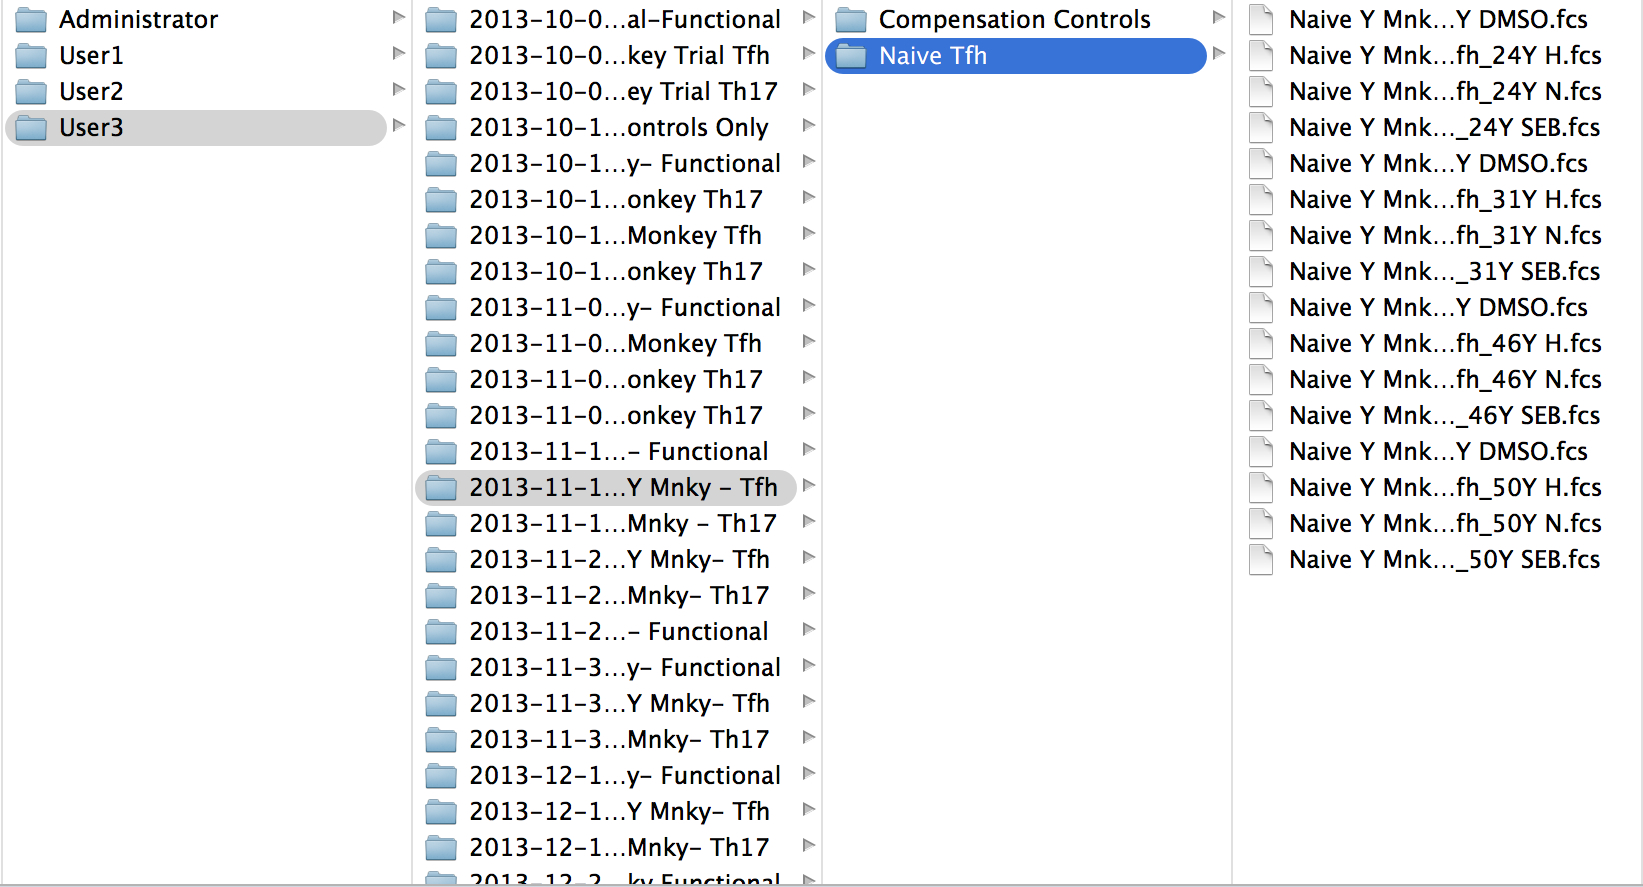 Administrator
User1
User2
User3
2013-10-0...al-Functional
2013-10-0...key Trial Tfh
2013-10-0...ey Trial Th17
2013-10-1...ontrols Only
2013-10-1...y- Functional
2013-10-1...onkey Th17
2013-10-1...Monkey Tfh
2013-10-1...onkey Th17
2013-11-0...y- Functional
2013-11-0...Monkey Tfh
2013-11-0...onkey Th17
2013-11-0...onkey Th17
2013-11-1...- Functional
2013-11-1...Y Mnky - Tfh
2013-11-1...Mnky - Th17
2013-11-2...Y Mnky- Tfh
2013-11-2...Mnky- Th17
2013-11-2...- Functional
2013-11-3...y- Functional
2013-11-3...Y Mnky- Tfh
2013-11-3...Mnky- Th17
2013-12-1...y- Functional
2013-12-1...Y Mnky- Tfh
2013-12-1...Mnky- Th17
2013-12-2...ky Functional
Compensation Controls
Naive Tfh
Naive Y Mnk...Y DMSO.fcs
Naive Y Mnk...fh_24Y H.fcs
Naive Y Mnk...fh_24Y N.fcs
Naive Y Mnk..._24Y SEB.fcs
Naive Y Mnk...Y DMSO.fcs
Naive Y Mnk...fh_31Y H.fcs
Naive Y Mnk...fh_31Y N.fcs
Naive Y Mnk..._31Y SEB.fcs
Naive Y Mnk...Y DMSO.fcs
Naive Y Mnk...fh_46Y H.fcs
Naive Y Mnk...fh_46Y N.fcs
Naive Y Mnk..._46Y SEB.fcs
Naive Y Mnk...Y DMSO.fcs
Naive Y Mnk...fh_50Y H.fcs
Naive Y Mnk...fh_50Y N.fcs
Naive Y Mnk..._50Y SEB.fcs